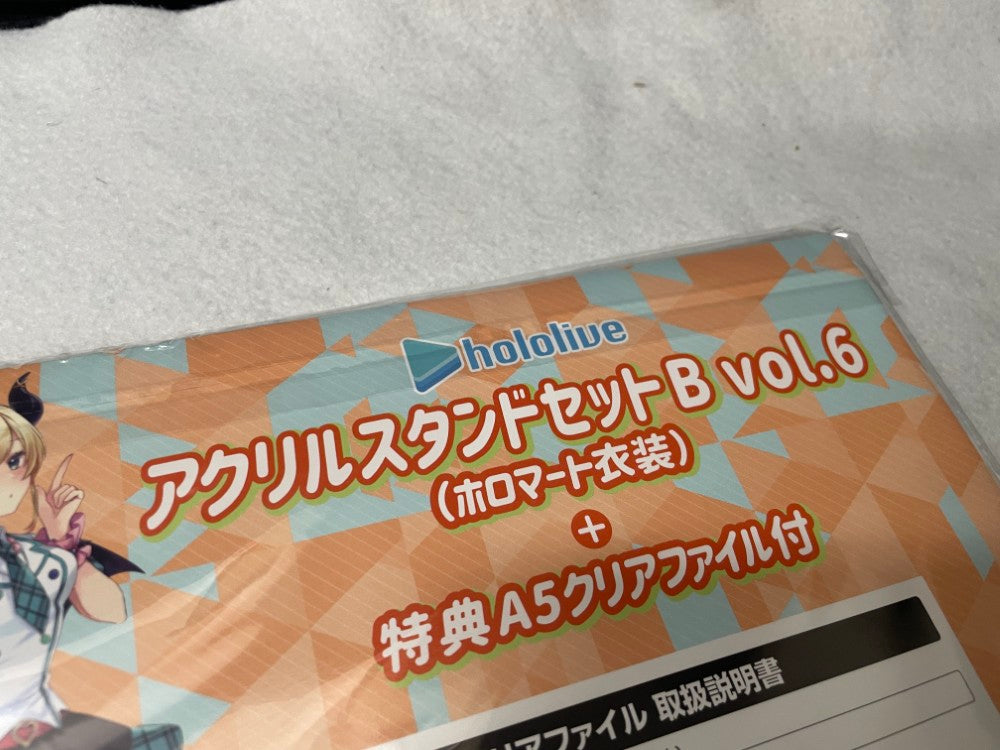 hololive
アクリルスタンドセットB vol.6
(ホロマート衣装)
+
特典A5クリアファイル付
リアファイル 取扱説明書